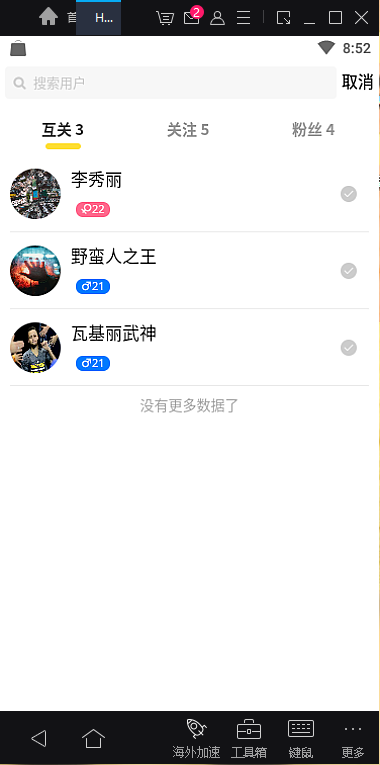 首
H...
2
8:52
搜索用户
取消
互关 3
关注 5
粉丝 4
李秀丽
♀22
野蛮人之王
♂21
瓦基丽武神
♂21
没有更多数据了
海外加速
工具箱
键鼠
更多